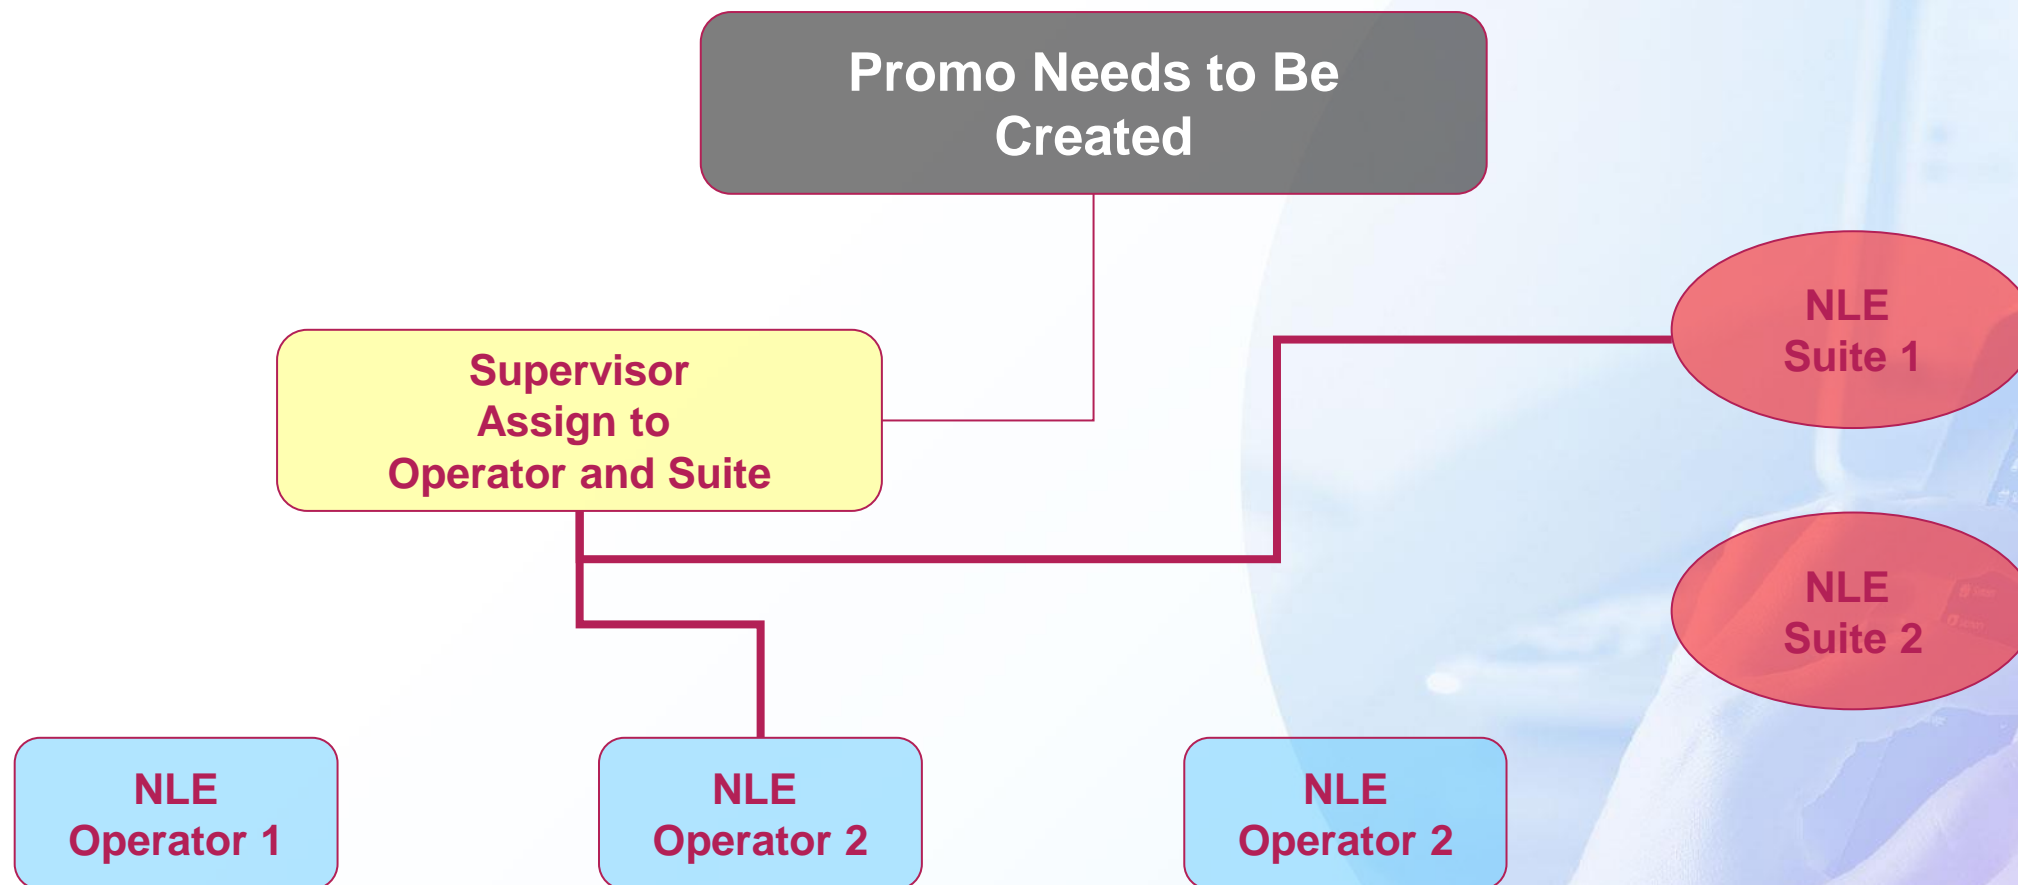 Promo Needs to Be
Created
NLE
Suite 1
Supervisor
Assign to
Operator and Suite
NLE
Suite 2
NLE
Operator 1
NLE
Operator 2
NLE
Operator 2